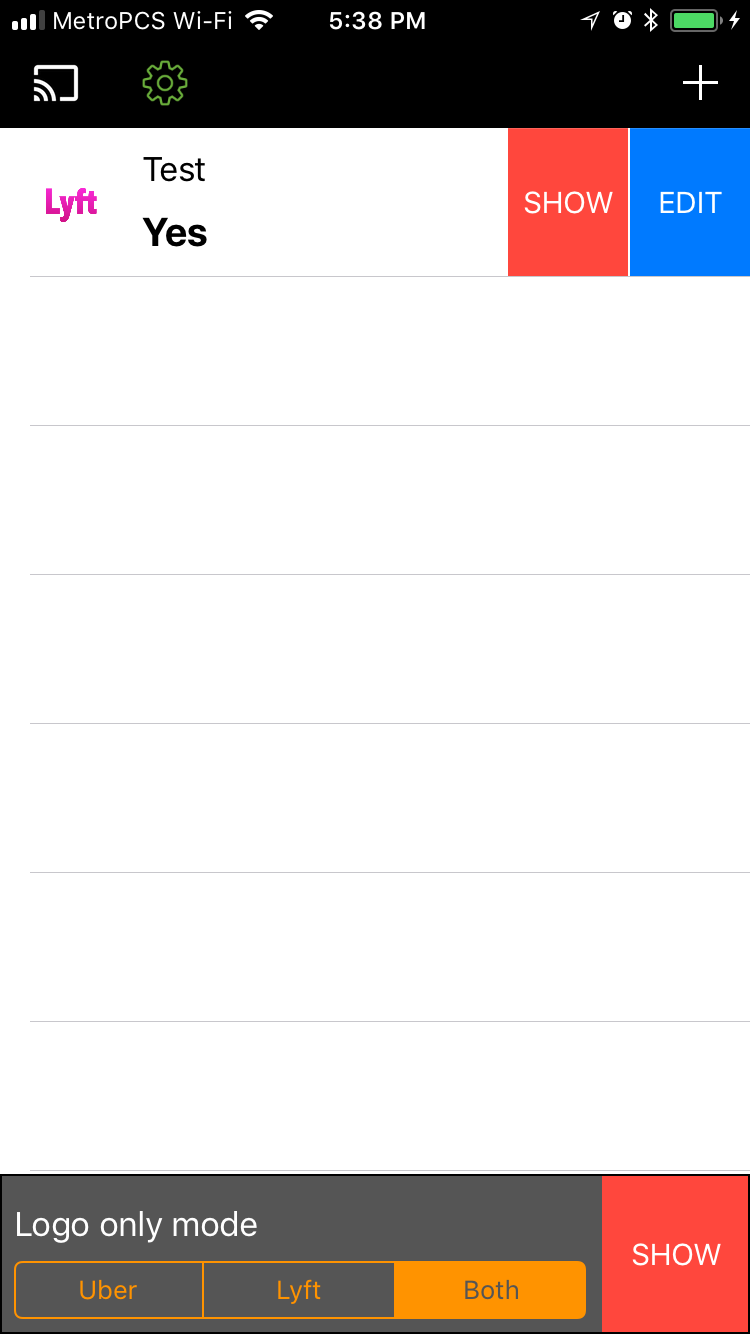 MetroPCS Wi-Fi 5:38 PM
Test
Lyft
Yes
SHOW EDIT
Logo only mode
Uber Lyft Both
SHOW